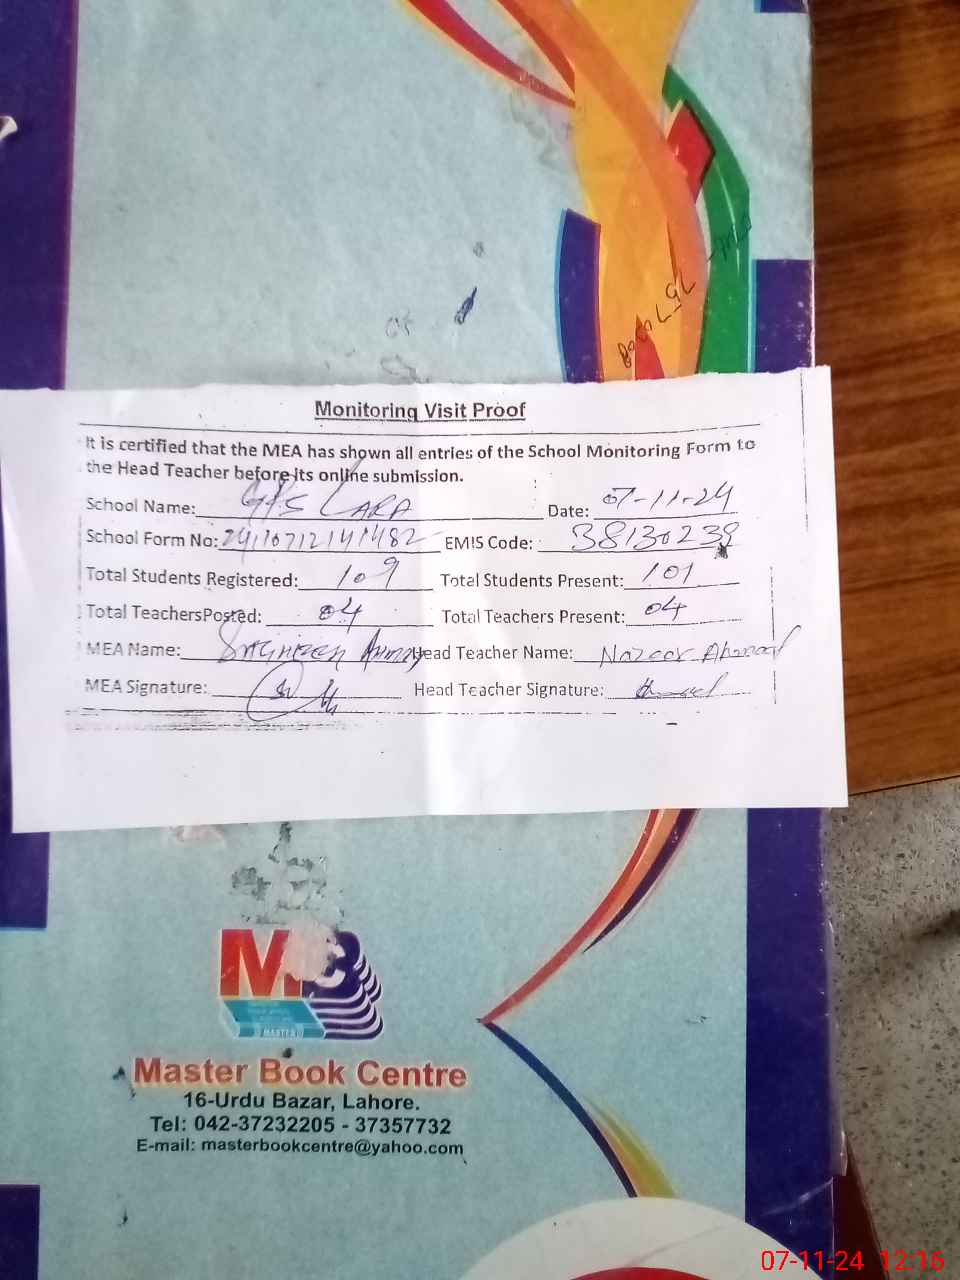 Monitoring Visit Proof
It is certified that the MEA has shown all entries of the School Monitoring Form to
the Head Teacher before its online submission.
School Name: GPS LARA Date: 07-11-24
School Form No: EMIS Code: 38130239
Total Students Registered: 109 Total Students Present: 101
Total TeachersPosted: 04 Total Teachers Present: 04
MEA Name: Ahmad Head Teacher Name: Nazeer Ahmad
MEA Signature: Head Teacher Signature:
MASTER
Master Book Centre
16-Urdu Bazar, Lahore.
Tel: 042-37232205 - 37357732
E-mail: masterbookcentre@yahoo.com
07-11-24 12:16